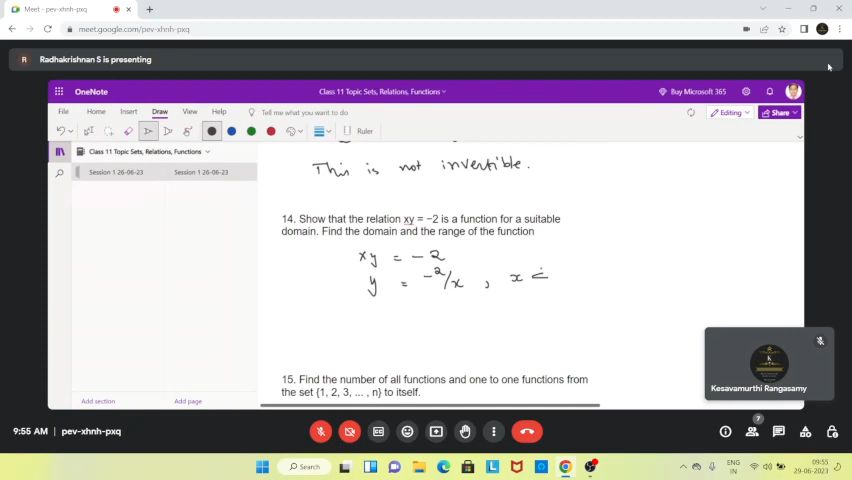 Meet - pev-xhnh-pxq
meet.google.com/pev-xhnh-pxq
R Radhakrishnan S is presenting
OneNote
Class 11 Topic Sets, Relations, Functions
Buy Microsoft 365
File Home Insert Draw View Help Tell me what you want to do
Editing Share
Ruler
Class 11 Topic Sets, Relations, Functions
Session 1 26-06-23 Session 1 26-06-23
This is not invertible.
14. Show that the relation xy = −2 is a function for a suitable
domain. Find the domain and the range of the function
xy = -2
y = -2/x , x
15. Find the number of all functions and one to one functions from
the set {1, 2, 3, ... , n} to itself.
Add section Add page
K
Kesavamurthi Rangasamy
9:55 AM pev-xhnh-pxq
7
Search
ENG
IN
09:55
29-06-2023